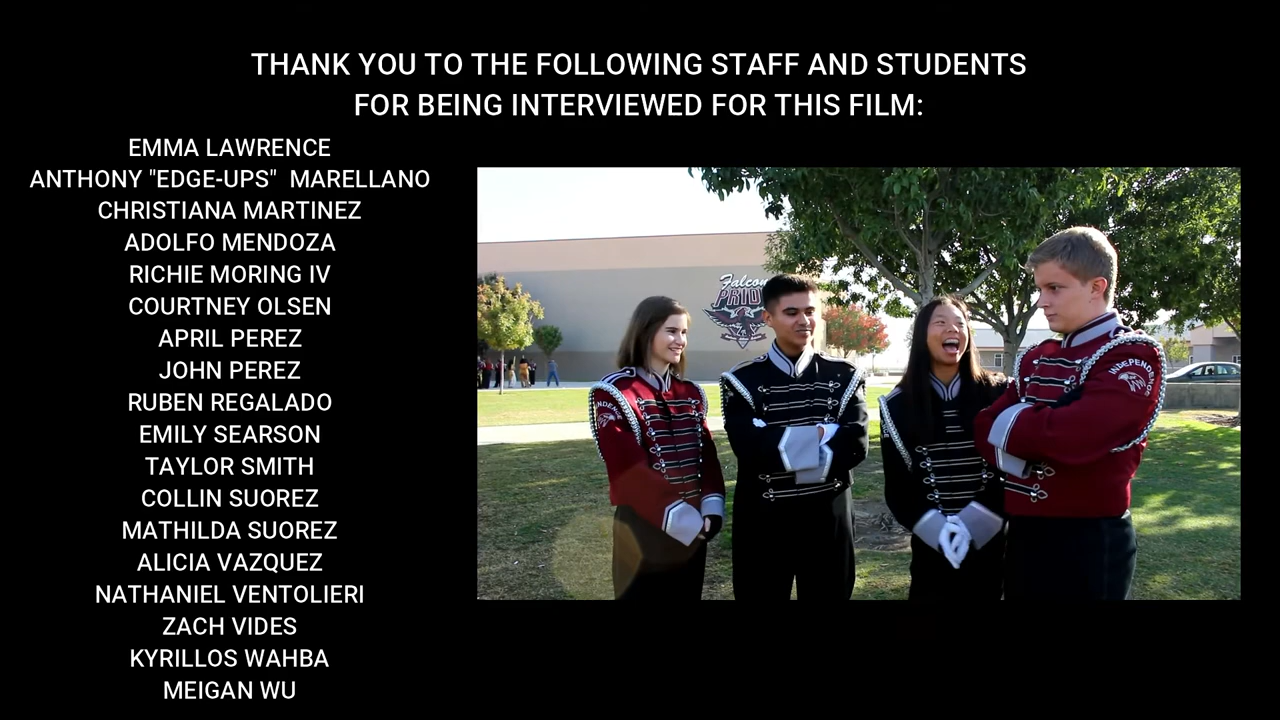 THANK YOU TO THE FOLLOWING STAFF AND STUDENTS
FOR BEING INTERVIEWED FOR THIS FILM:
EMMA LAWRENCE
ANTHONY "EDGE-UPS" MARELLANO
CHRISTIANA MARTINEZ
ADOLFO MENDOZA
RICHIE MORING IV
COURTNEY OLSEN
APRIL PEREZ
JOHN PEREZ
RUBEN REGALADO
EMILY SEARSON
TAYLOR SMITH
COLLIN SUOREZ
MATHILDA SUOREZ
ALICIA VAZQUEZ
NATHANIEL VENTOLIERI
ZACH VIDES
KYRILLOS WAHBA
MEIGAN WU
Falcon
PRIDE